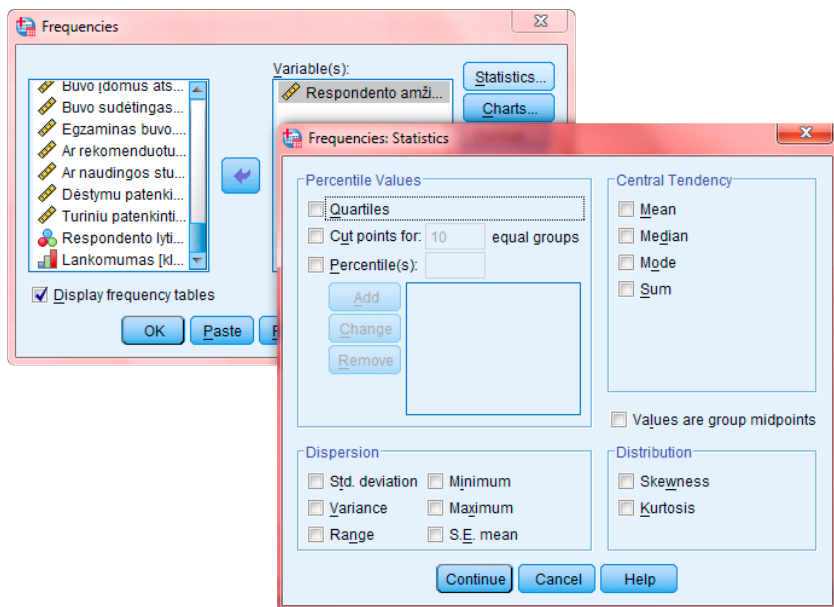 Frequencies
Variable(s):
Buvo įdomus ats...
Buvo sudėtingas...
Egzaminas buvo....
Ar rekomenduotu...
Ar naudingos stu...
Dėstymu patenki...
Turiniu patenkinti...
Respondento lyti...
Lankomumas [kl...
Respondento amži...
Statistics...
Charts...
Display frequency tables
OK
Paste
Frequencies: Statistics
Percentile Values
Quartiles
Cut points for: 10 equal groups
Percentile(s):
Add
Change
Remove
Central Tendency
Mean
Median
Mode
Sum
Values are group midpoints
Dispersion
Std. deviation
Minimum
Variance
Maximum
Range
S.E. mean
Distribution
Skewness
Kurtosis
Continue
Cancel
Help